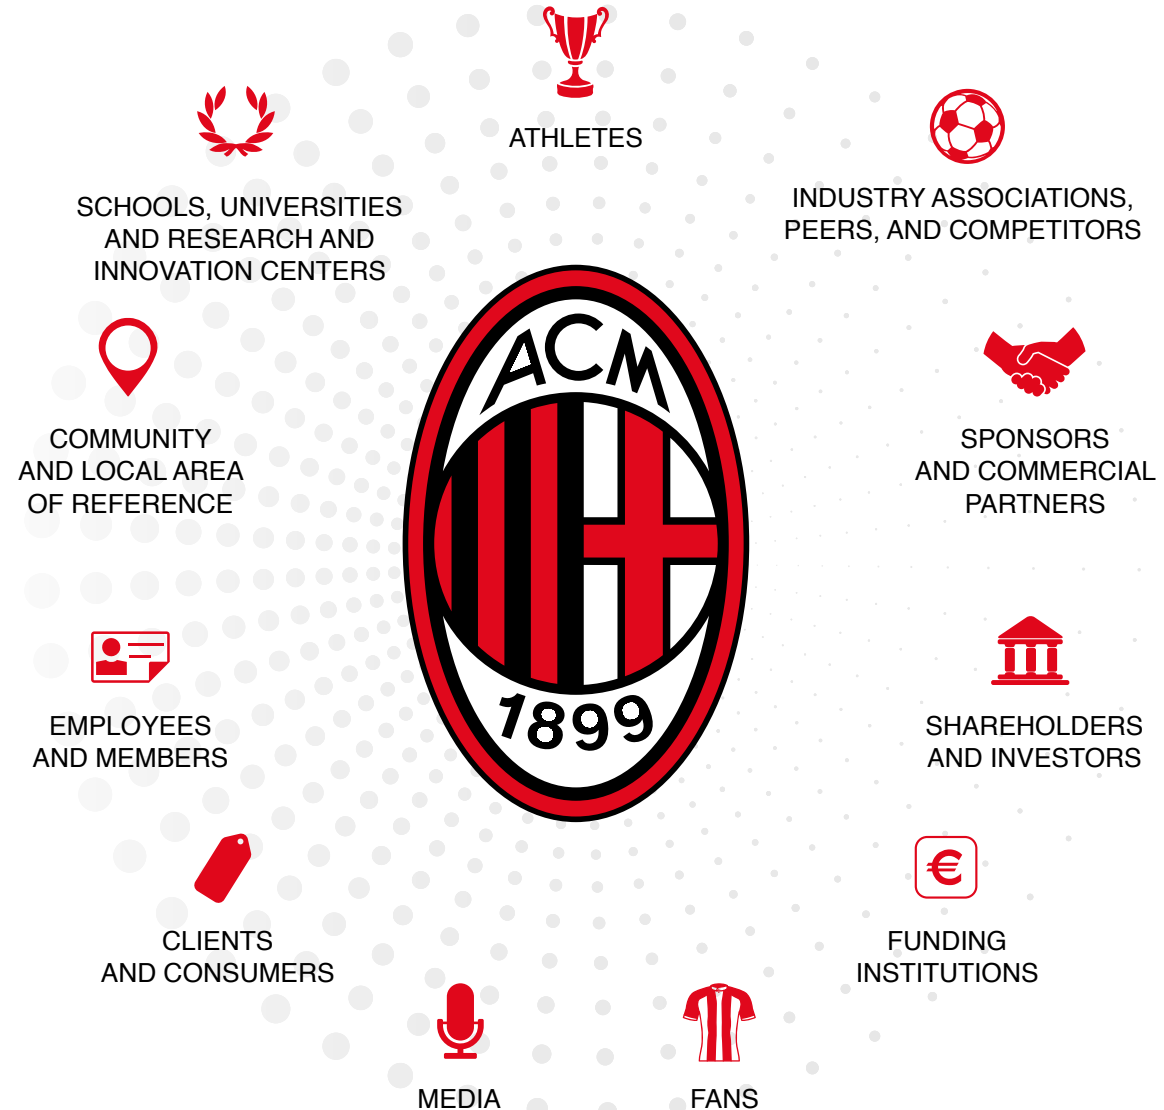 ATHLETES
INDUSTRY ASSOCIATIONS,
PEERS, AND COMPETITORS
SCHOOLS, UNIVERSITIES
AND RESEARCH AND
INNOVATION CENTERS
ACM
COMMUNITY
AND LOCAL AREA
OF REFERENCE
SPONSORS
AND COMMERCIAL
PARTNERS
1899
EMPLOYEES
AND MEMBERS
SHAREHOLDERS
AND INVESTORS
€
CLIENTS
AND CONSUMERS
FUNDING
INSTITUTIONS
MEDIA
FANS